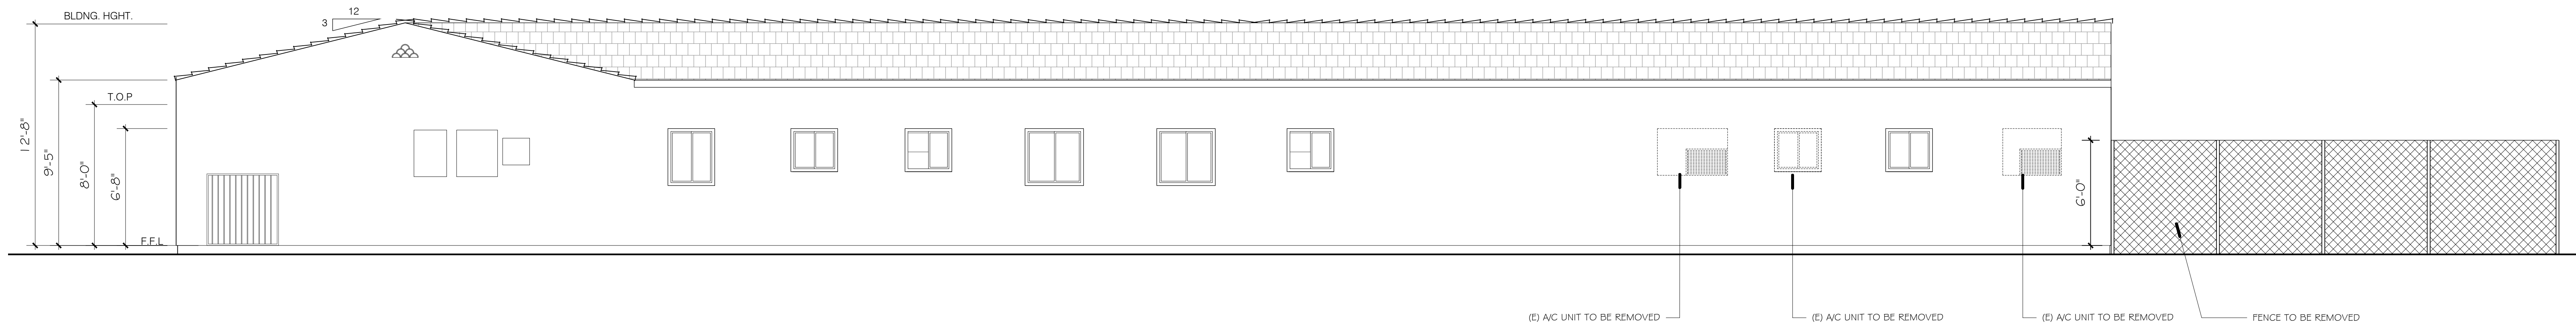 BLDNG. HGHT.
12
3
T.O.P
12'-8"
9'-5"
8'-0"
6'-8"
F.F.L
6'-0"
(E) A/C UNIT TO BE REMOVED
(E) A/C UNIT TO BE REMOVED
(E) A/C UNIT TO BE REMOVED
FENCE TO BE REMOVED